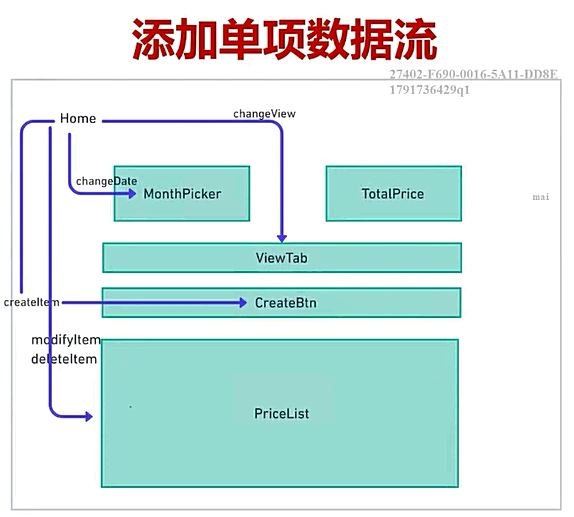 添加单项数据流
27402-F690-0016-5A11-DD8E
1791736429q1
Home
changeView
changeDate
MonthPicker
TotalPrice
mai
ViewTab
createItem
CreateBtn
modifyItem
deleteItem
PriceList